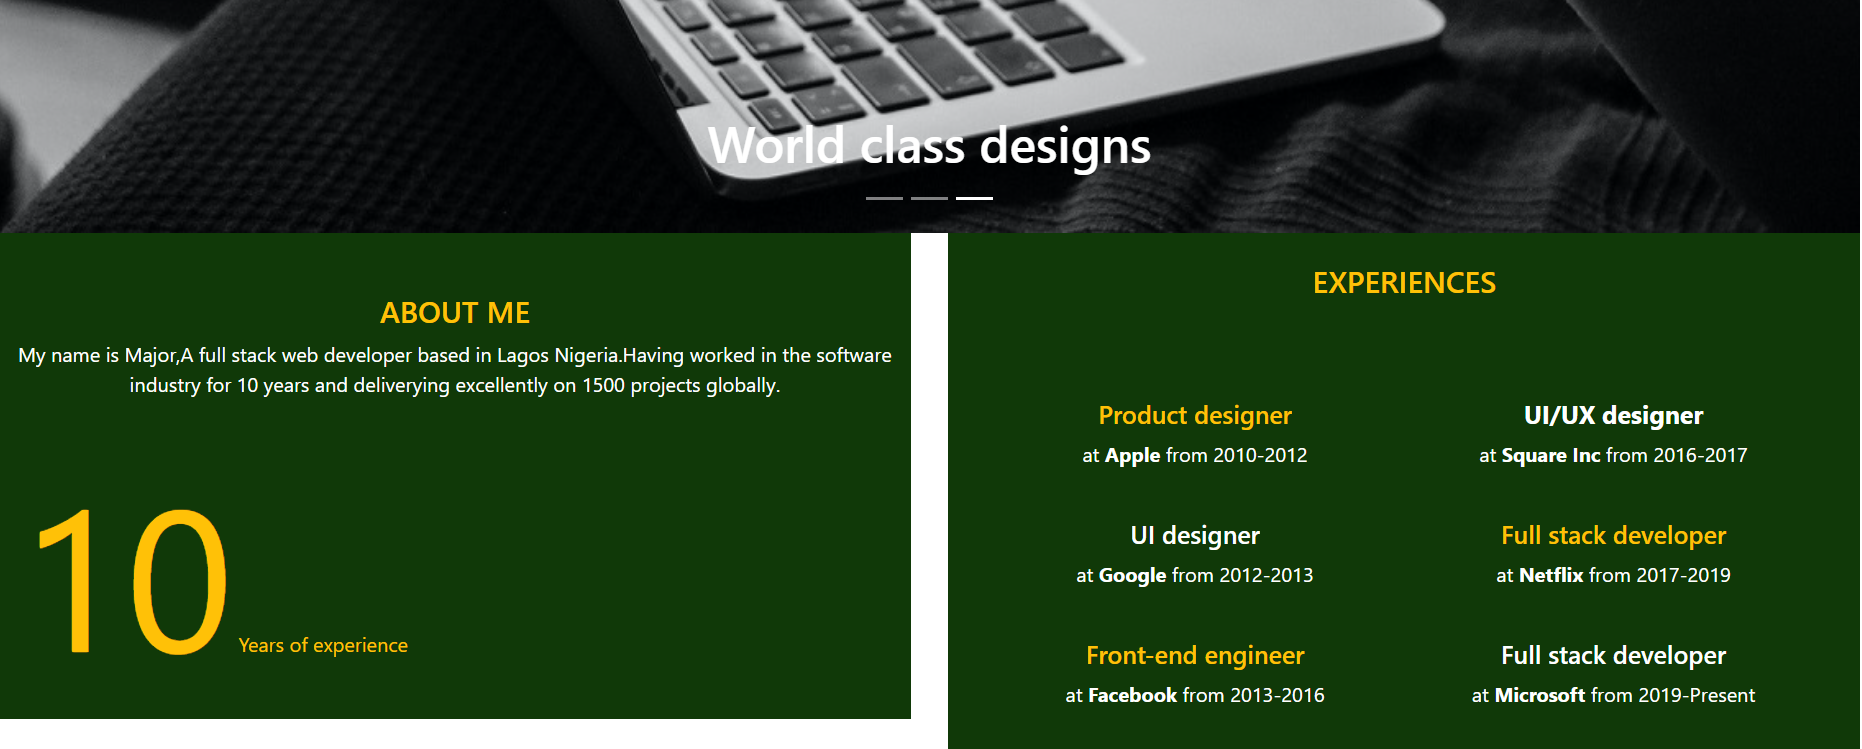 World class designs
ABOUT ME
My name is Major,A full stack web developer based in Lagos Nigeria.Having worked in the software
industry for 10 years and deliverying excellently on 1500 projects globally.
10 Years of experience
EXPERIENCES
Product designer
at Apple from 2010-2012
UI/UX designer
at Square Inc from 2016-2017
UI designer
at Google from 2012-2013
Full stack developer
at Netflix from 2017-2019
Front-end engineer
at Facebook from 2013-2016
Full stack developer
at Microsoft from 2019-Present